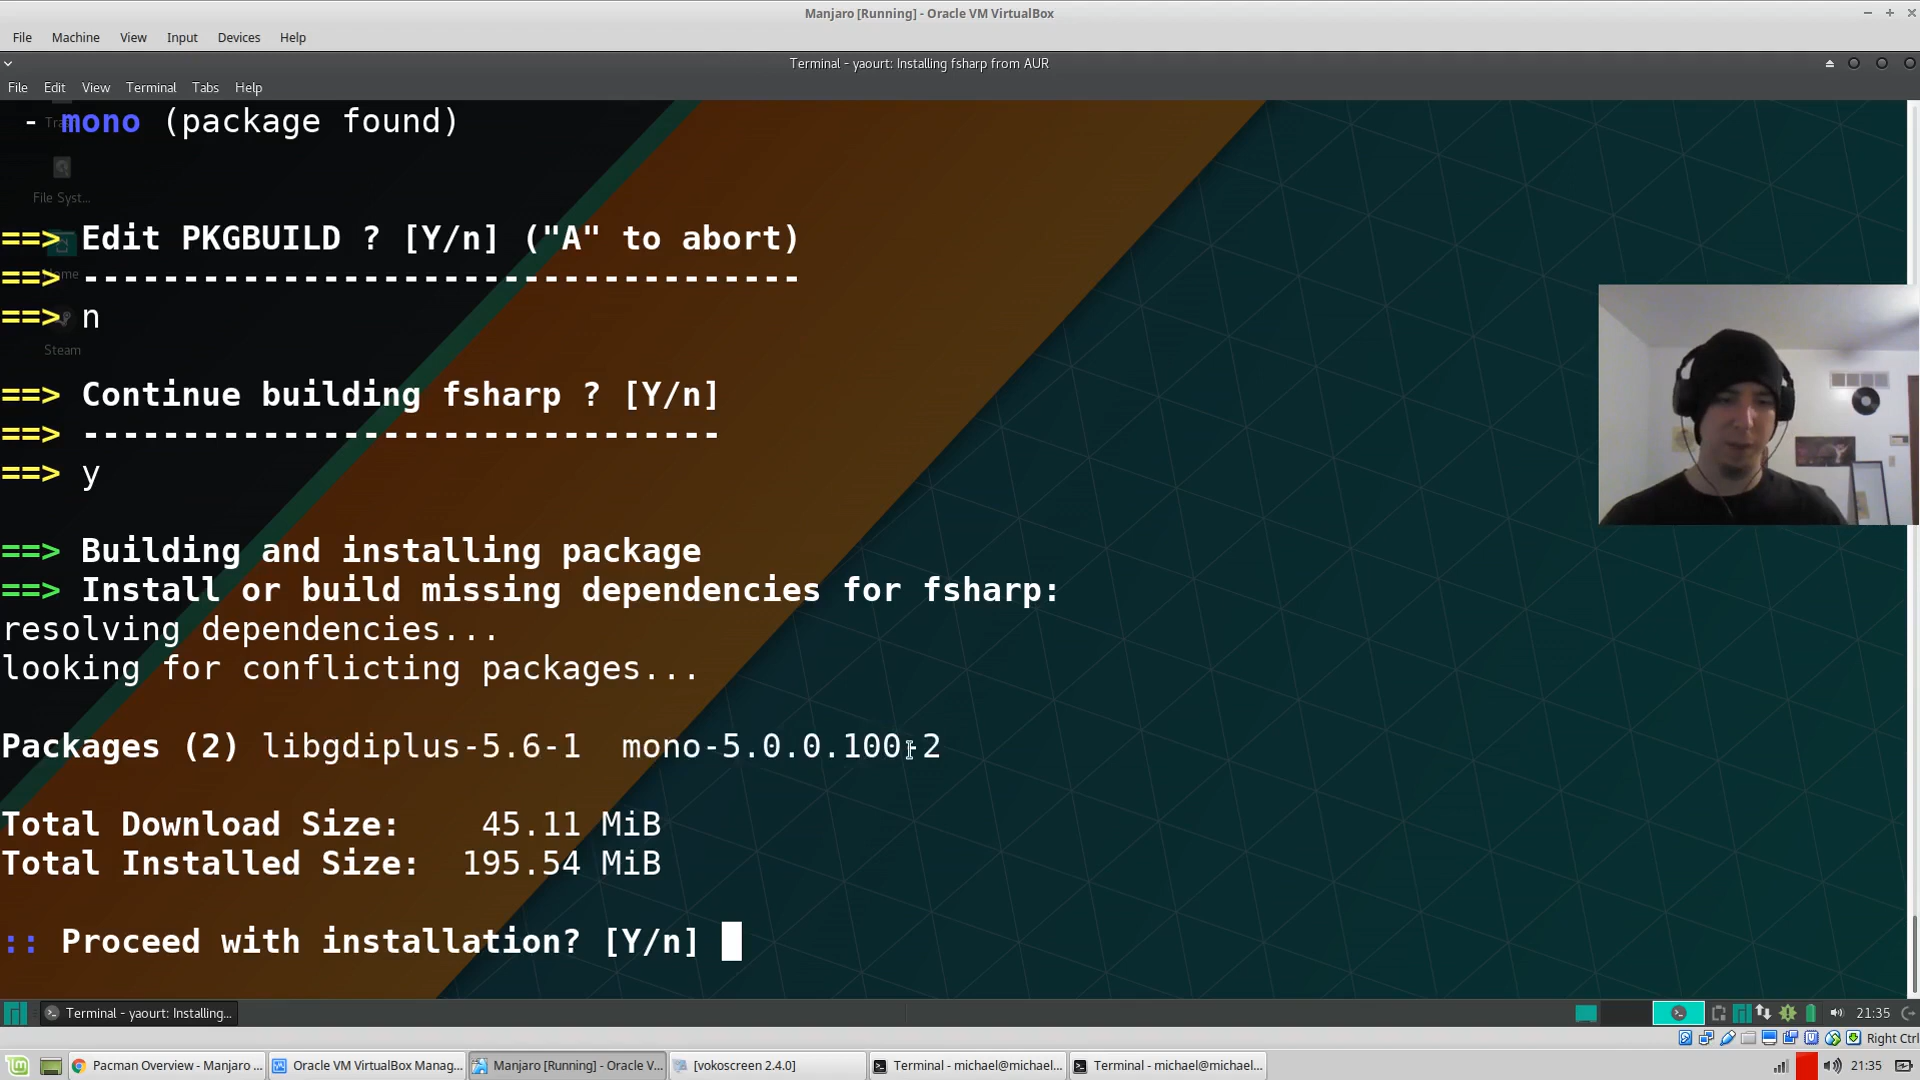 Manjaro [Running] - Oracle VM VirtualBox
File Machine View Input Devices Help
Terminal - yaourt: Installing fsharp from AUR
File Edit View Terminal Tabs Help
- mono (package found)
File Syst...
==> Edit PKGBUILD ? [Y/n] ("A" to abort)
==> ------------------------------------
==> n
Steam
==> Continue building fsharp ? [Y/n]
==> --------------------------------
==> y
==> Building and installing package
==> Install or build missing dependencies for fsharp:
resolving dependencies...
looking for conflicting packages...
Packages (2) libgdiplus-5.6-1 mono-5.0.0.100-2
Total Download Size: 45.11 MiB
Total Installed Size: 195.54 MiB
:: Proceed with installation? [Y/n]
Terminal - yaourt: Installing... 21:35
Right Ctrl
Pacman Overview - Manjaro ... Oracle VM VirtualBox Manag... Manjaro [Running] - Oracle V... [vokoscreen 2.4.0] Terminal - michael@michael... Terminal - michael@michael... 21:35